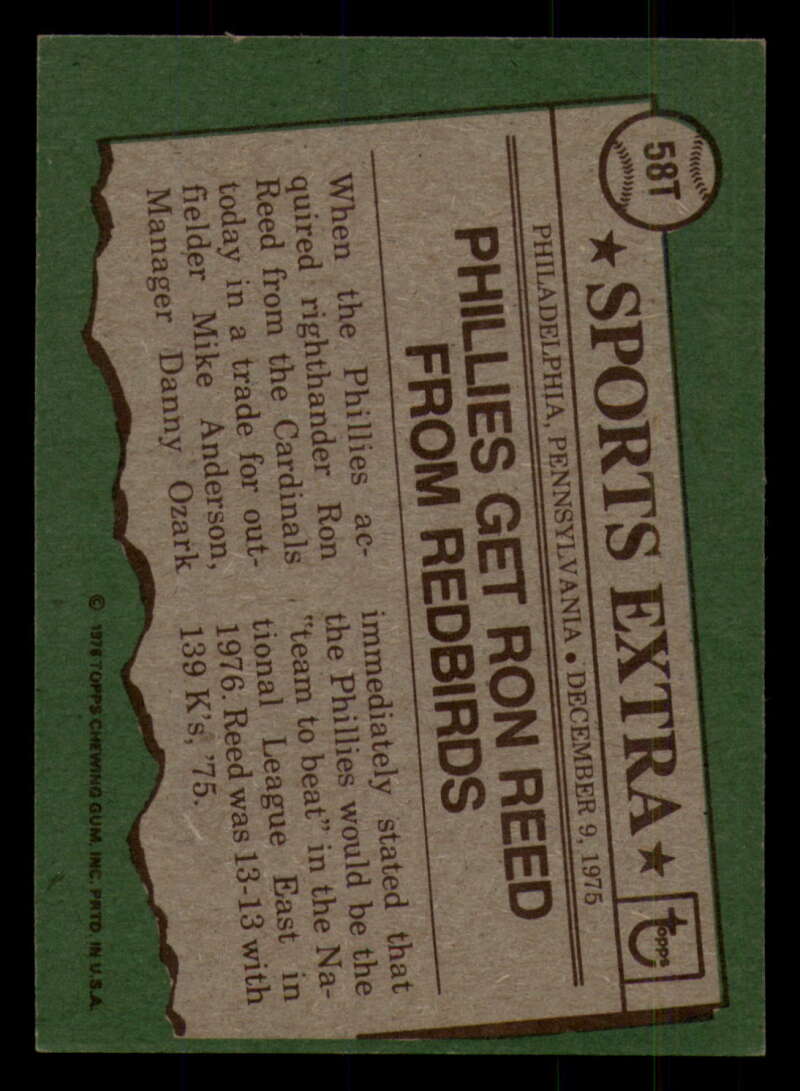 58T
★ SPORTS EXTRA ★
topps
PHILADELPHIA, PENNSYLVANIA • DECEMBER 9, 1975
PHILLIES GET RON REED
FROM REDBIRDS
When the Phillies ac-
quired righthander Ron
Reed from the Cardinals
today in a trade for out-
fielder Mike Anderson,
Manager Danny Ozark
immediately stated that
the Phillies would be the
"team to beat" in the Na-
tional League East in
1976. Reed was 13-13 with
139 K's, '75.
© 1976 TOPPS CHEWING GUM, INC. PRTD. IN U.S.A.